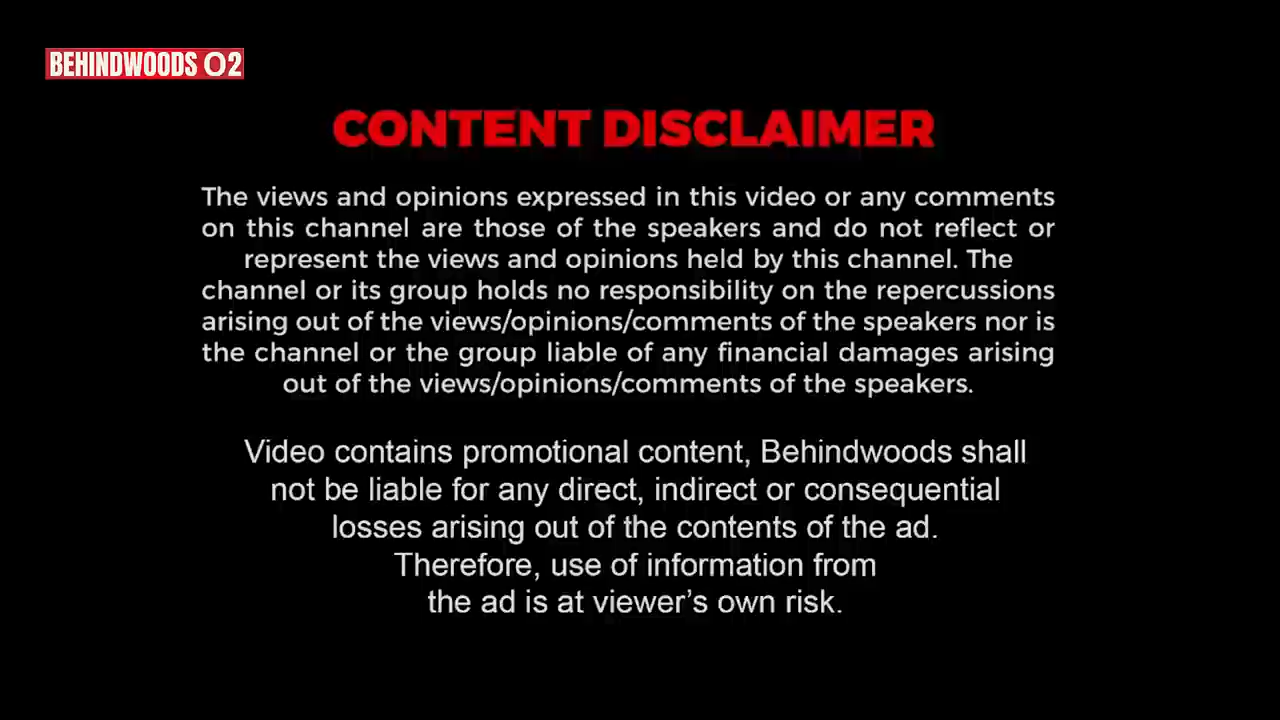 BEHINDWOODS O2
CONTENT DISCLAIMER
The views and opinions expressed in this video or any comments
on this channel are those of the speakers and do not reflect or
represent the views and opinions held by this channel. The
channel or its group holds no responsibility on the repercussions
arising out of the views/opinions/comments of the speakers nor is
the channel or the group liable of any financial damages arising
out of the views/opinions/comments of the speakers.
Video contains promotional content, Behindwoods shall
not be liable for any direct, indirect or consequential
losses arising out of the contents of the ad.
Therefore, use of information from
the ad is at viewer’s own risk.